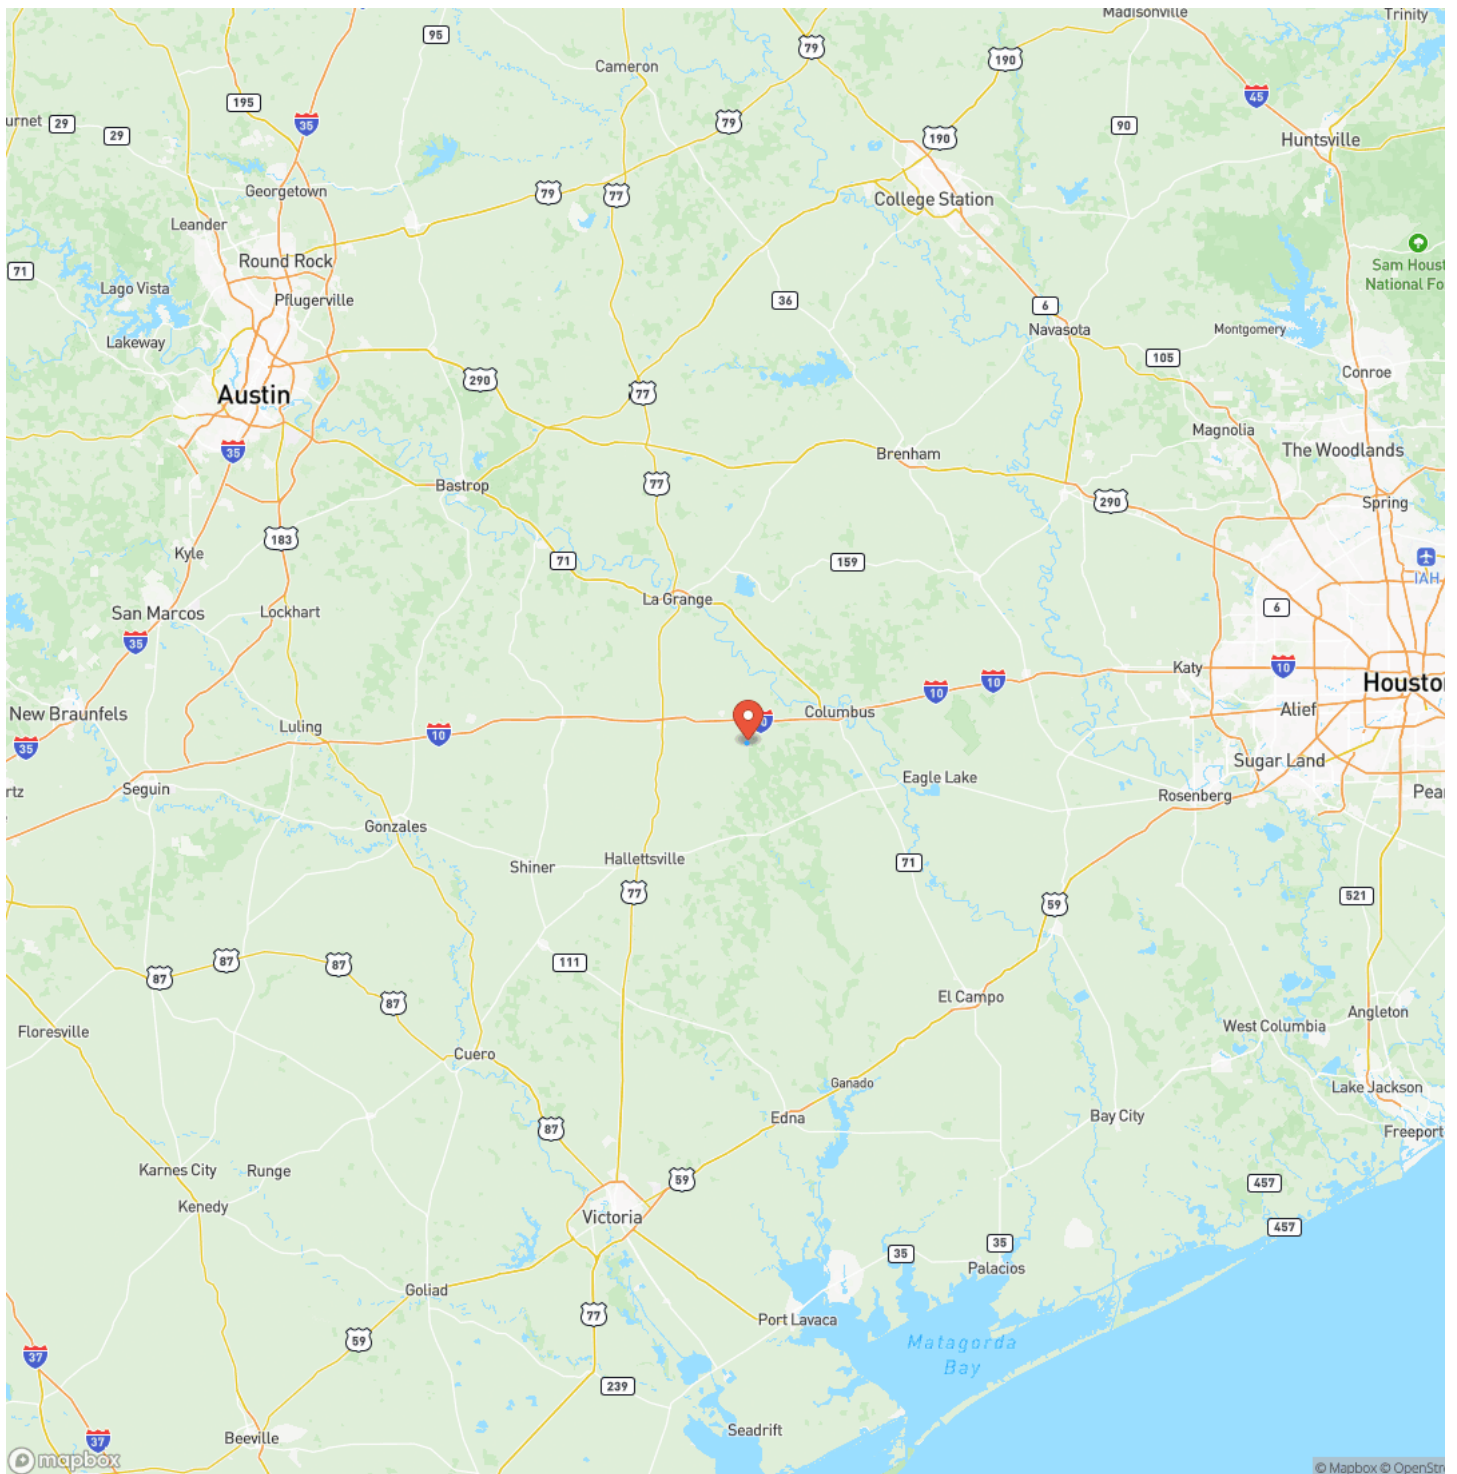 Madisonville
Trinity
95
79
190
Cameron
45
195
35
79
190
90
urnet
29
29
Huntsville
Georgetown
79
77
College Station
Leander
Sam Houst
National Fo
Round Rock
71
Lago Vista
Pflugerville
36
6
Navasota
Montgomery
Lakeway
105
Conroe
290
77
Austin
Magnolia
35
Brenham
The Woodlands
Bastrop
77
290
Spring
183
Kyle
71
159
IAH
La Grange
6
San Marcos
Lockhart
35
Katy
10
10
10
Houston
New Braunfels
Luling
10
0
Columbus
Alief
35
Sugar Land
Eagle Lake
rtz
Seguin
Rosenberg
Pear
Gonzales
Shiner
Hallettsville
71
77
59
521
87
87
87
111
87
El Campo
Floresville
West Columbia
Angleton
Cuero
Ganado
Lake Jackson
Edna
Bay City
87
Freeport
Karnes City
Runge
59
457
Kenedy
Victoria
457
35
35
Palacios
Goliad
77
Port Lavaca
59
Matagorda
Bay
37
239
Seadrift
37
Beeville
mapbox
© Mapbox © OpenStre